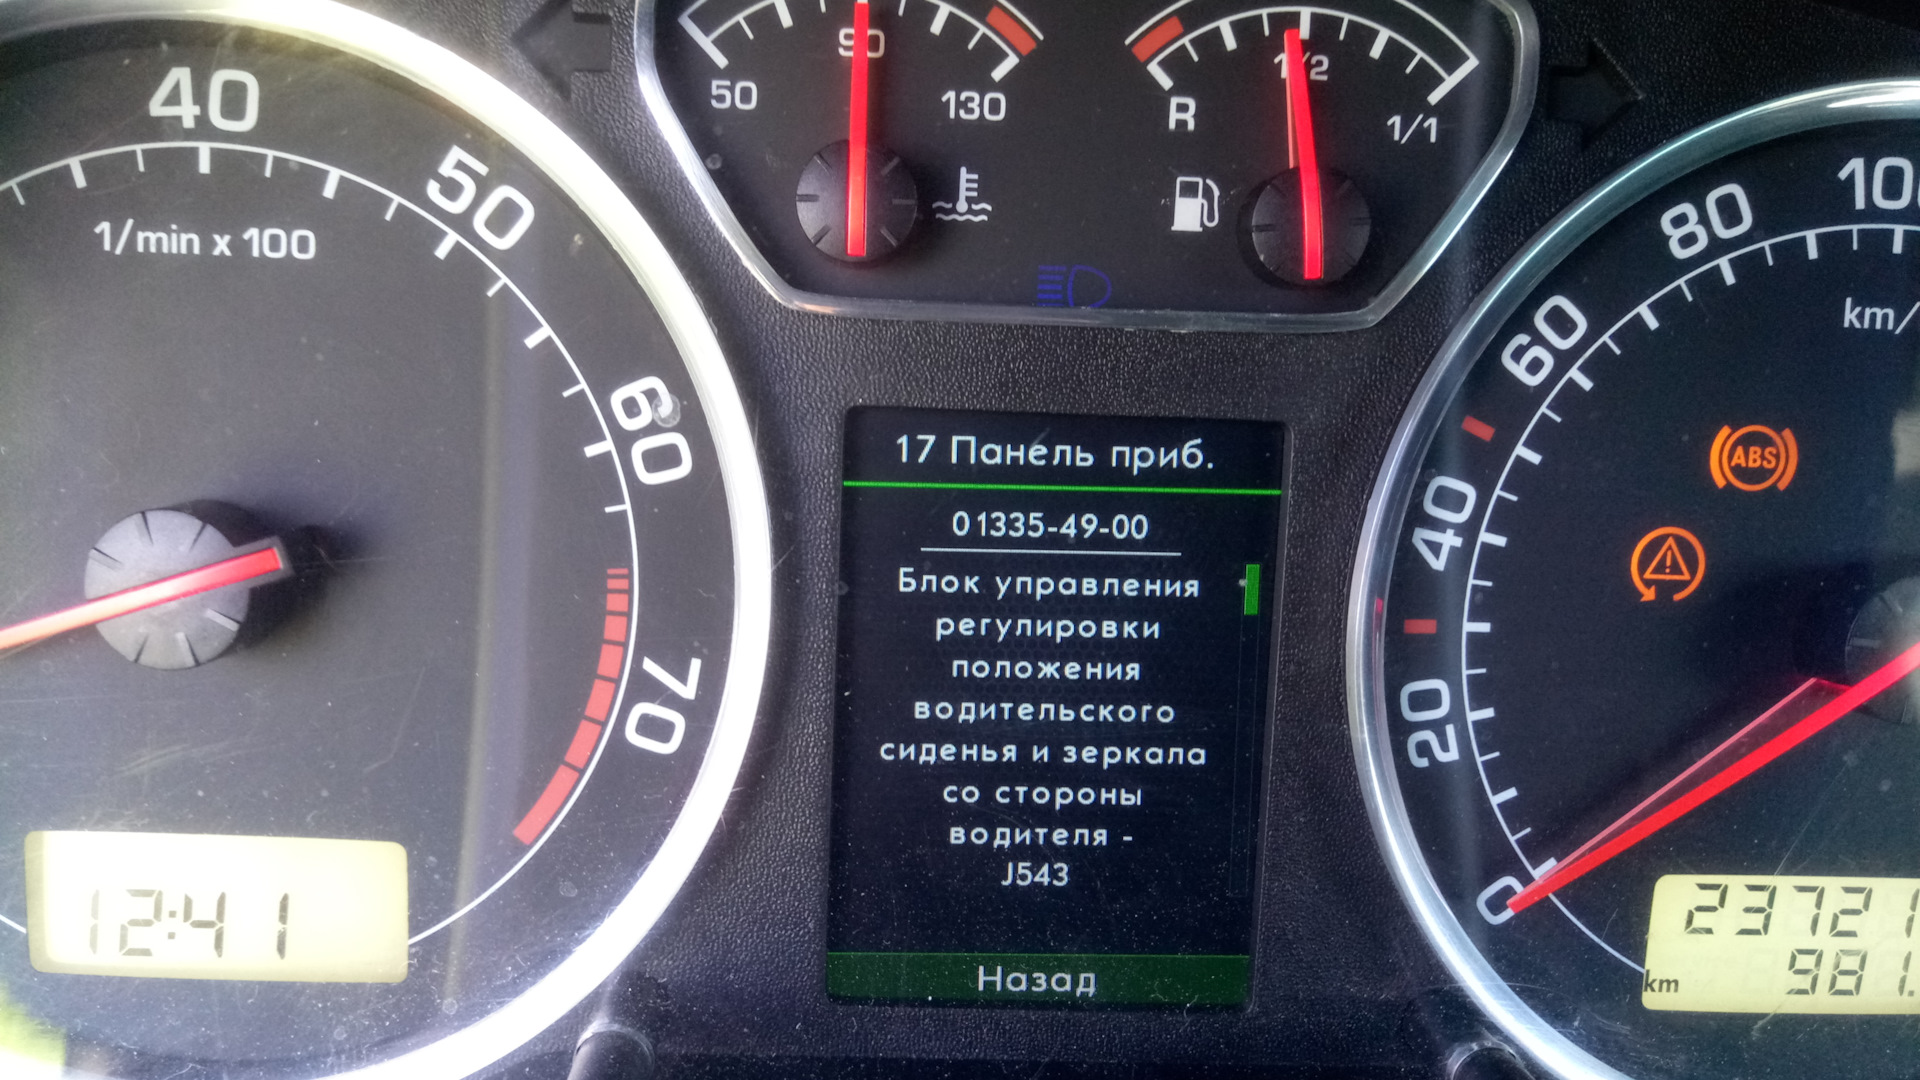 40
50
60
70
1/min x 100
12:41
50
90
130
R
1/2
1/1
17 Панель приб.
01335-49-00
Блок управления
регулировки
положения
водительского
сиденья и зеркала
со стороны
водителя -
J543
Назад
0
20
40
60
80
km/
ABS
23721
km 981.